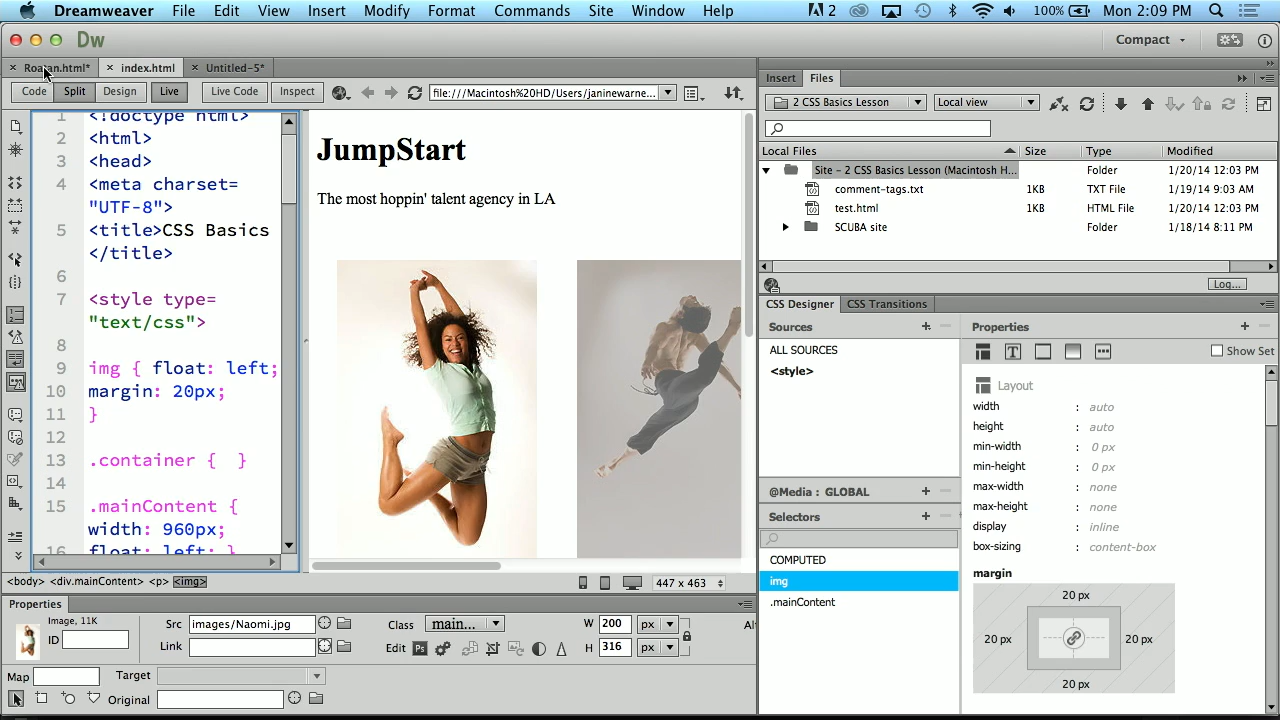 Dreamweaver File Edit View Insert Modify Format Commands Site Window Help 2 100% Mon 2:09 PM
Dw Compact
index.html Untitled-5*
Code Split Design Live Live Code Inspect file:///Macintosh%20HD/Users/janinewarne...
1 <!doctype html>
2 <html>
3 <head>
4 <meta charset=
"UTF-8">
5 <title>CSS Basics
</title>
6
7 <style type=
"text/css">
8
9 img { float: left;
10 margin: 20px;
11 }
12
13 .container { }
14
15 .mainContent {
width: 960px;
16 float: left; }
JumpStart
The most hoppin' talent agency in LA
<body> <div.mainContent> <p> <img> 447 x 463
Properties
Image, 11K Src images/Naomi.jpg Class main... W 200 px
ID Link Edit Ps H 316 px
Map Target
Original
Insert Files
2 CSS Basics Lesson Local view
Local Files Size Type Modified
Site - 2 CSS Basics Lesson (Macintosh H... Folder 1/20/14 12:03 PM
comment-tags.txt 1KB TXT File 1/19/14 9:03 AM
test.html 1KB HTML File 1/20/14 12:03 PM
SCUBA site Folder 1/18/14 8:11 PM
Log...
CSS Designer CSS Transitions
Sources
ALL SOURCES
<style>
@Media : GLOBAL
Selectors
COMPUTED
img
.mainContent
Properties
Show Set
Layout
width : auto
height : auto
min-width : 0 px
min-height : 0 px
max-width : none
max-height : none
display : inline
box-sizing : content-box
margin
20 px
20 px 20 px
20 px